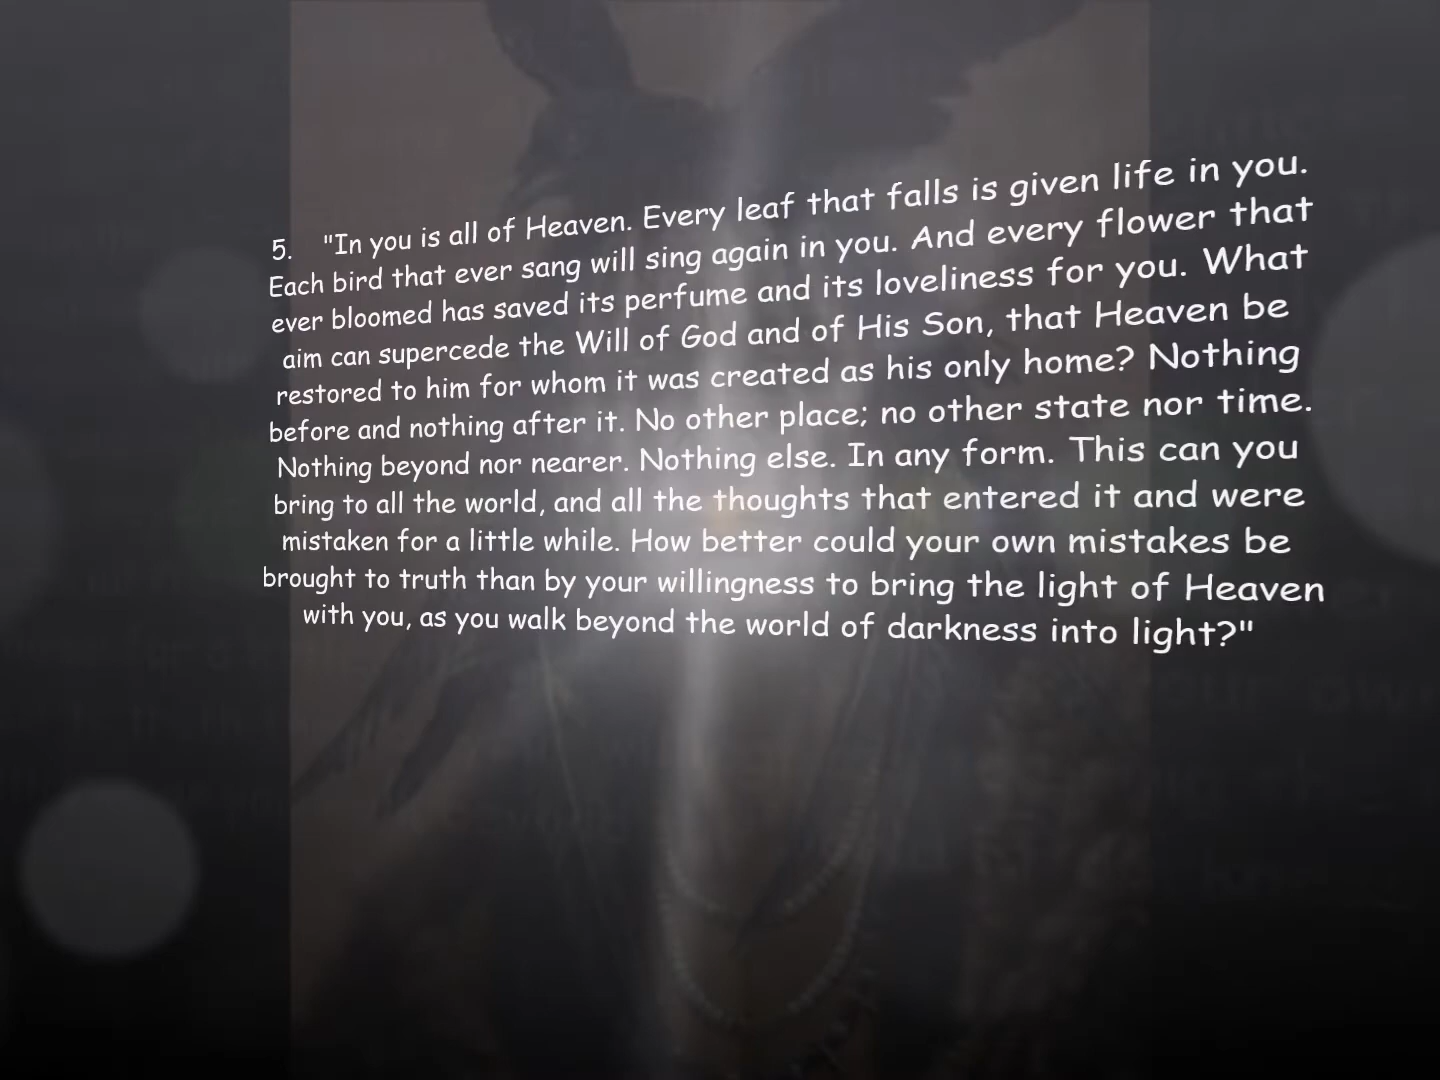 5. "In you is all of Heaven. Every leaf that falls is given life in you.
Each bird that ever sang will sing again in you. And every flower that
ever bloomed has saved its perfume and its loveliness for you. What
aim can supercede the Will of God and of His Son, that Heaven be
restored to him for whom it was created as his only home? Nothing
before and nothing after it. No other place; no other state nor time.
Nothing beyond nor nearer. Nothing else. In any form. This can you
bring to all the world, and all the thoughts that entered it and were
mistaken for a little while. How better could your own mistakes be
brought to truth than by your willingness to bring the light of Heaven
with you, as you walk beyond the world of darkness into light?"